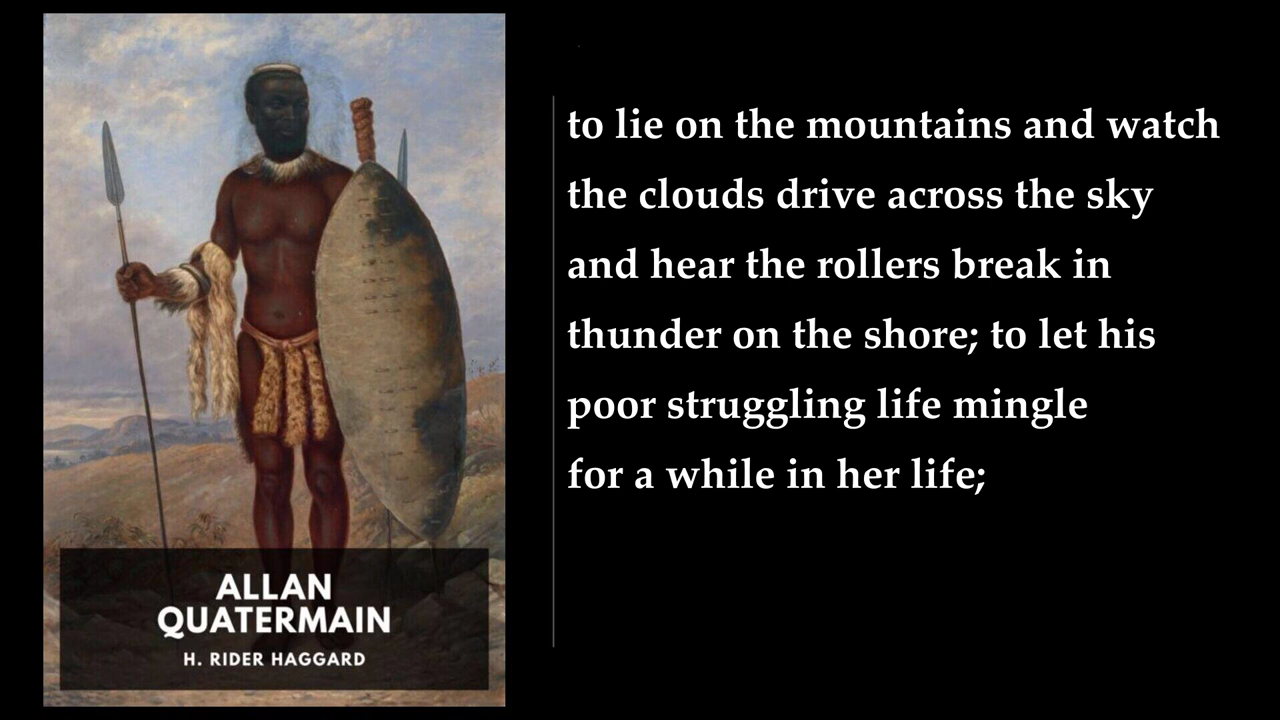 to lie on the mountains and watch
the clouds drive across the sky
and hear the rollers break in
thunder on the shore; to let his
poor struggling life mingle
for a while in her life;
ALLAN
QUATERMAIN
H. RIDER HAGGARD